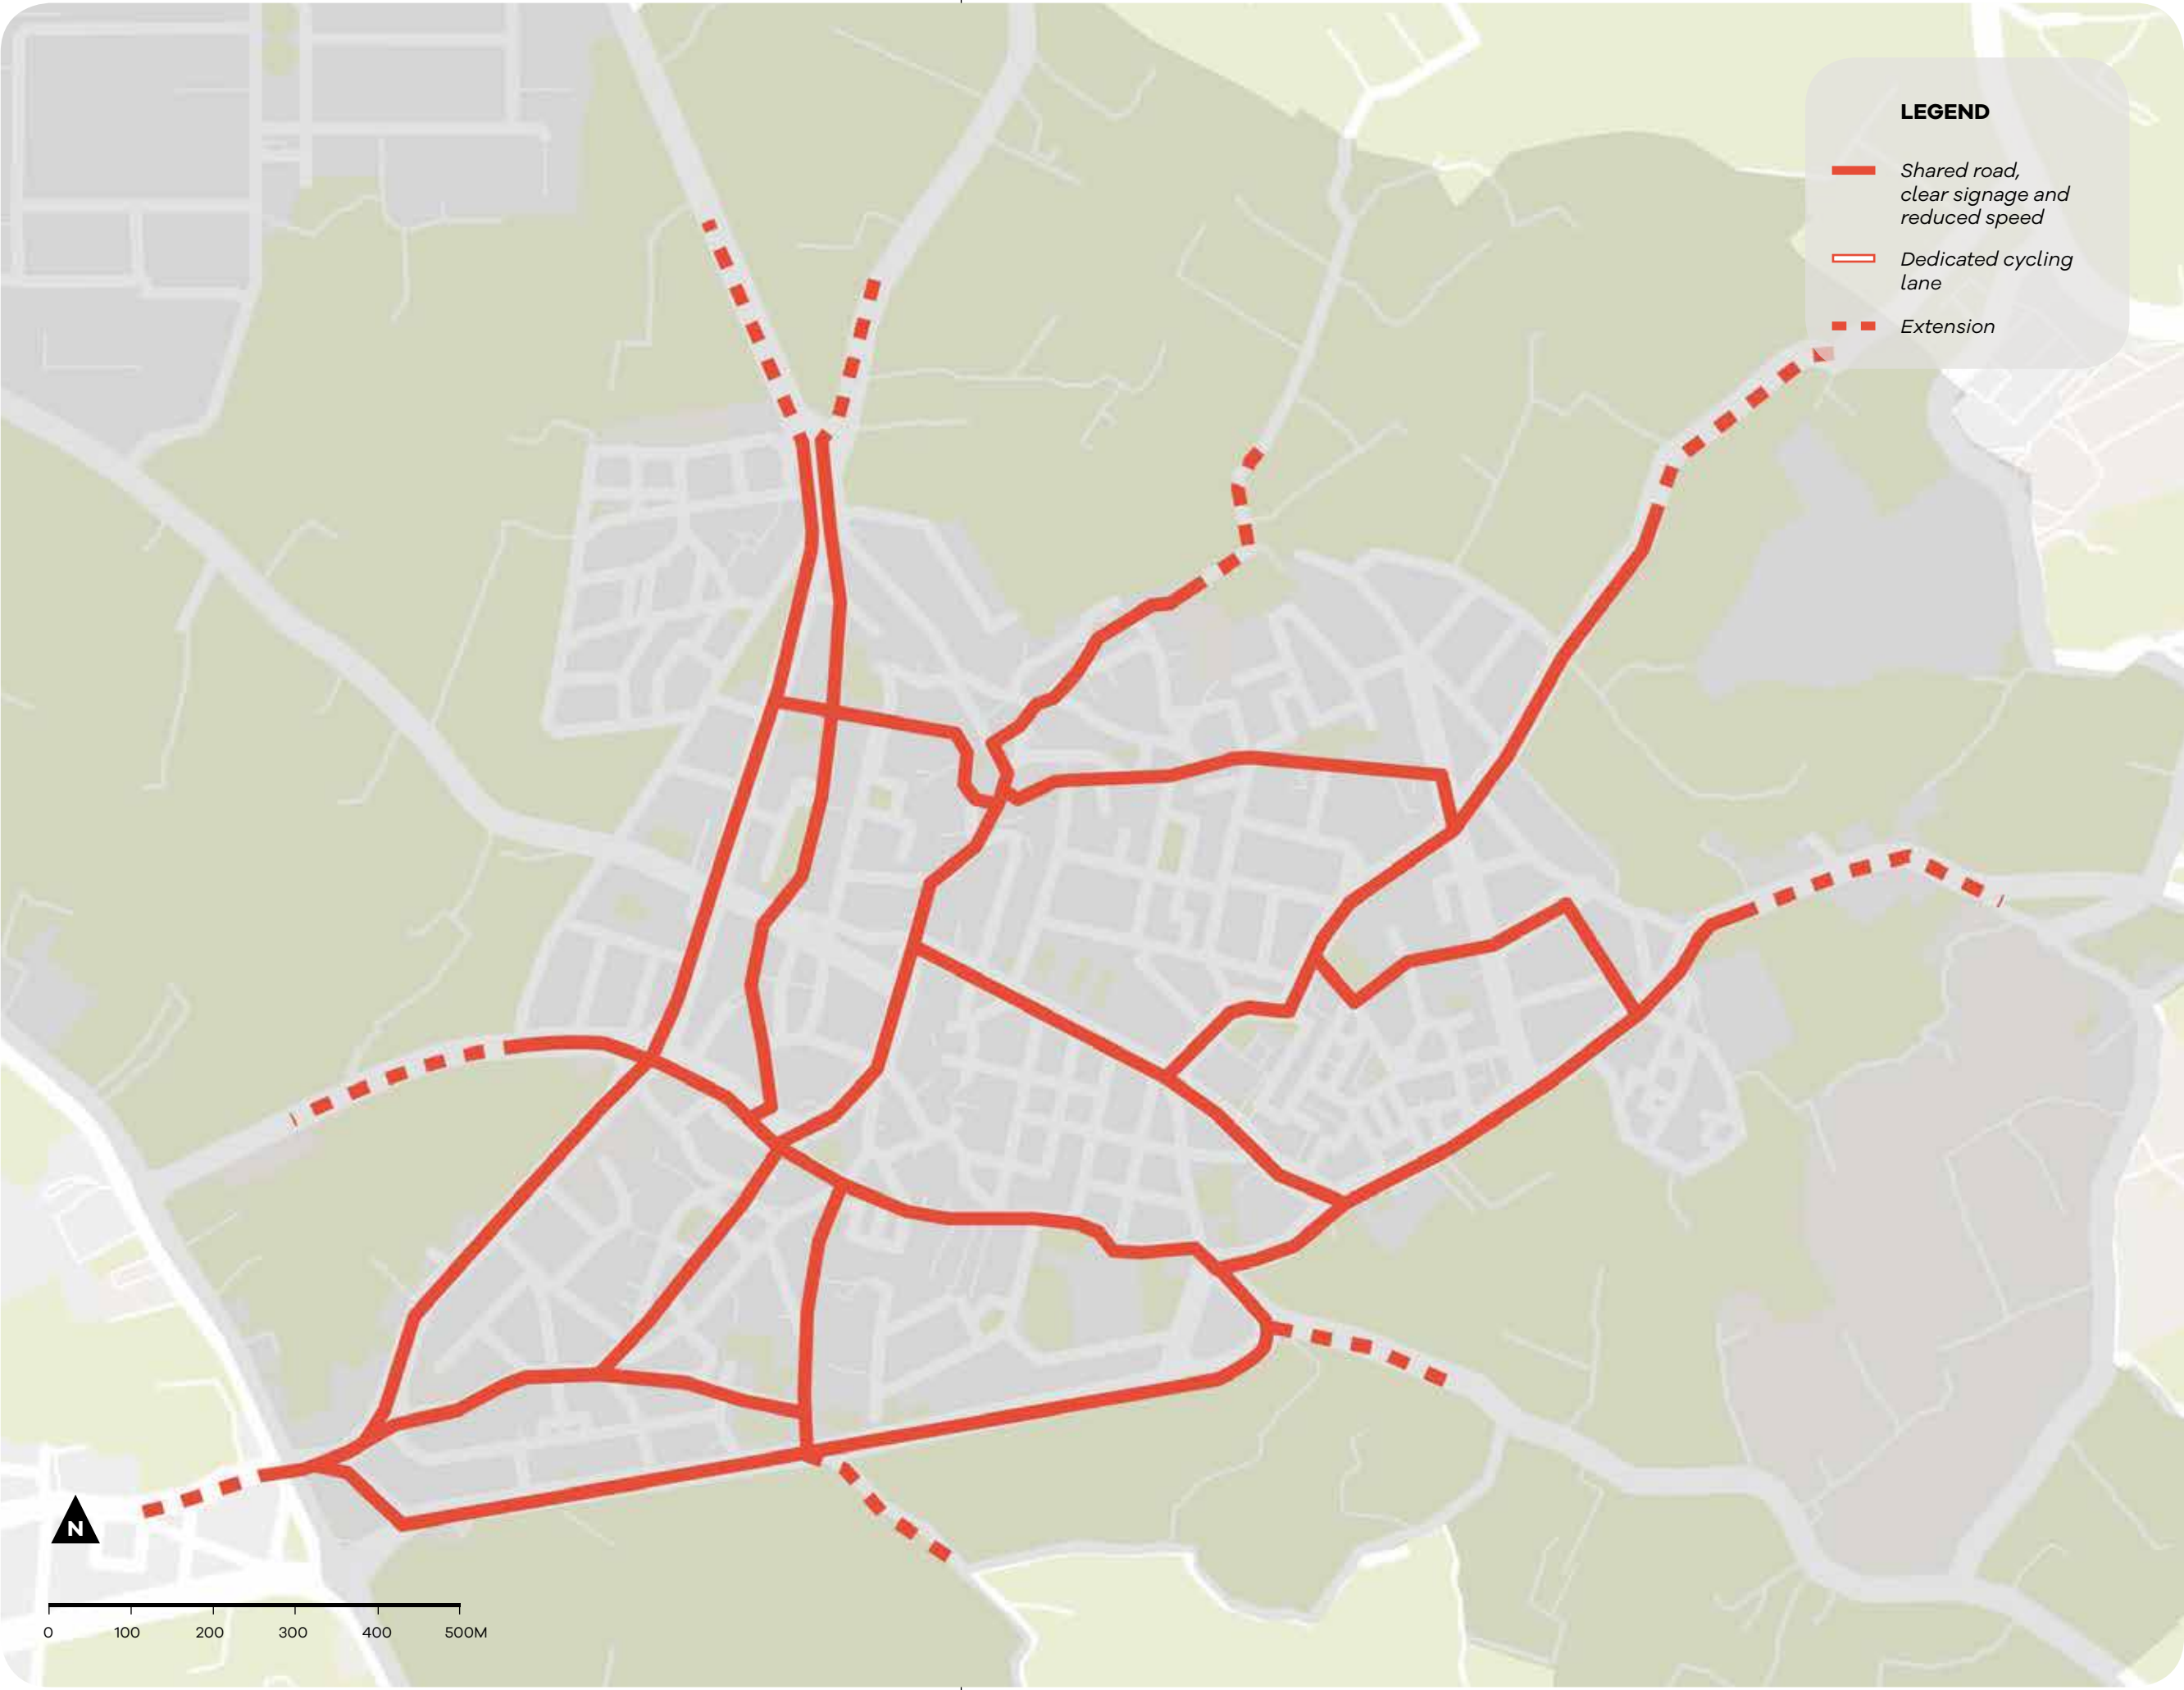 LEGEND
Shared road,
clear signage and
reduced speed
Dedicated cycling
lane
Extension
N
0 100 200 300 400 500M